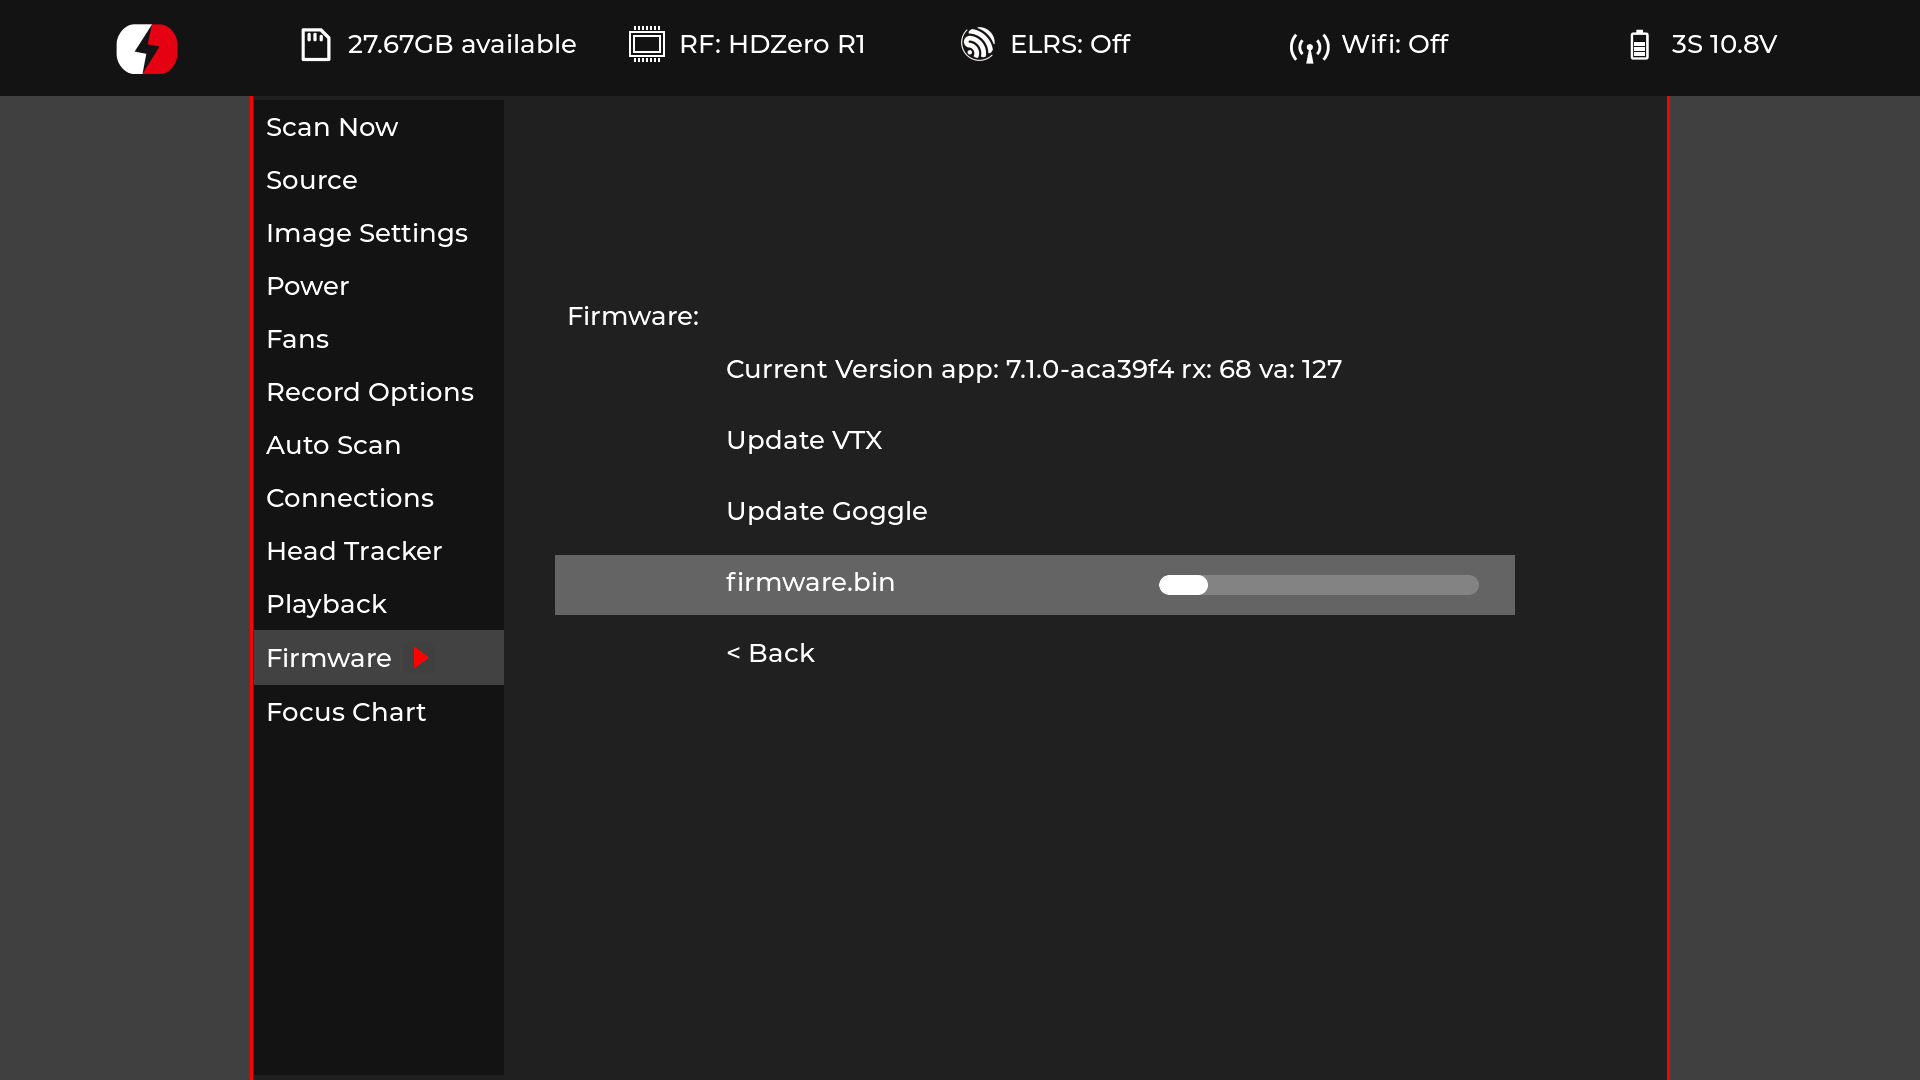 27.67GB available
RF: HDZero R1
ELRS: Off
Wifi: Off
3S 10.8V
Scan Now
Source
Image Settings
Power
Fans
Record Options
Auto Scan
Connections
Head Tracker
Playback
Firmware
Focus Chart
Firmware:
Current Version app: 7.1.0-aca39f4 rx: 68 va: 127
Update VTX
Update Goggle
firmware.bin
< Back